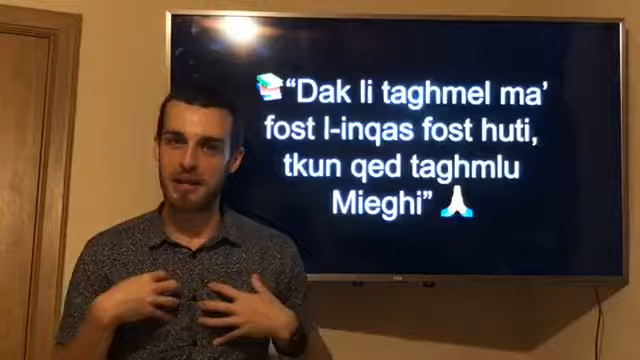 📚“Dak li taghmel ma’
fost l-inqas fost huti,
tkun qed taghmlu
Mieghi” 🙏🏻